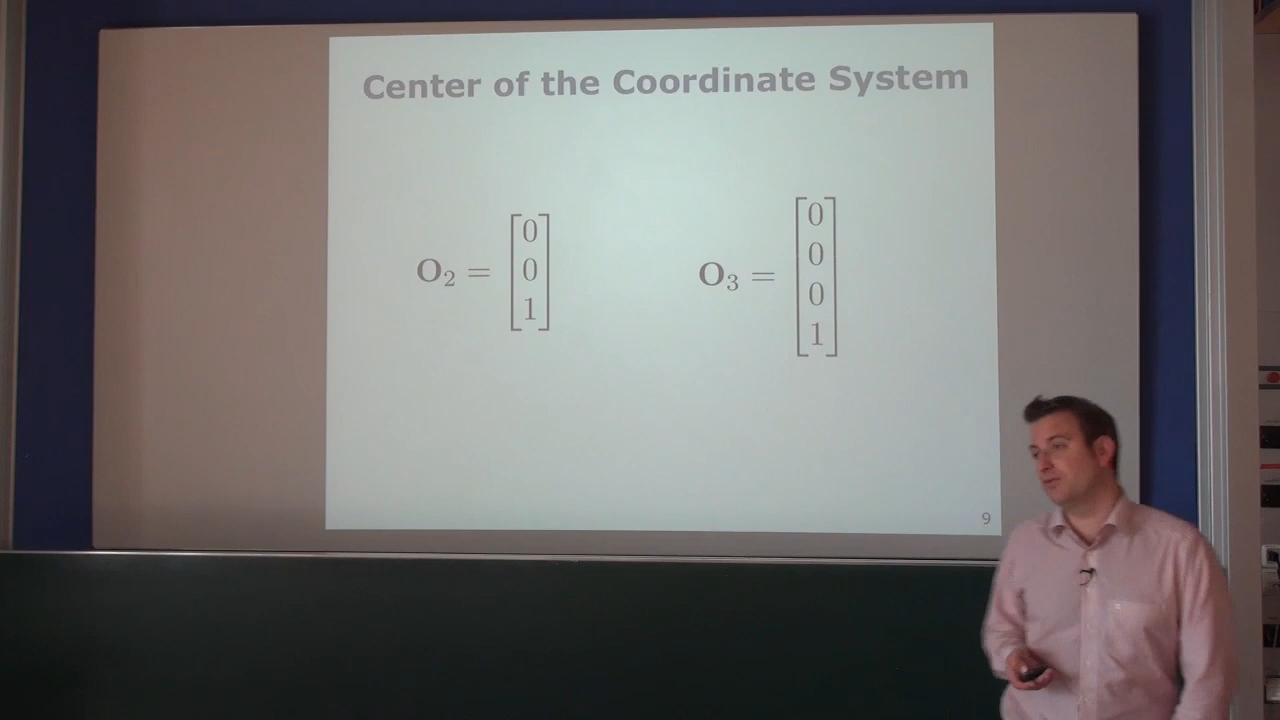 Center of the Coordinate System
O₂ = [0 0 1]
O₃ = [0 0 0 1]
9